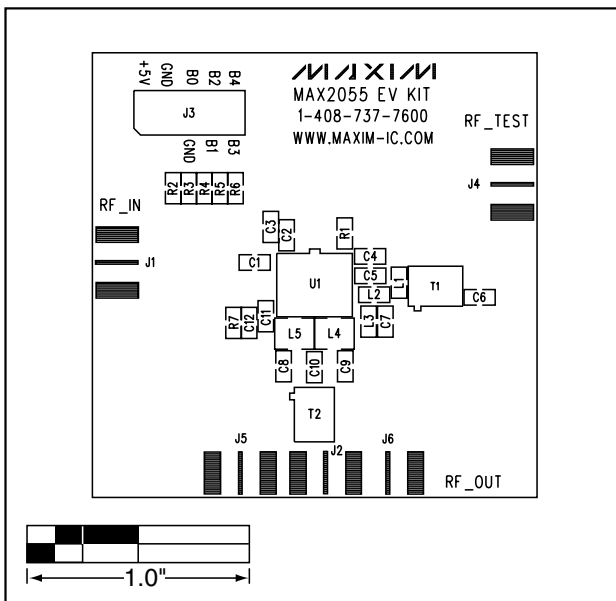 +5V
GND
B0
B2
B4
MAXIM
MAX2055 EV KIT
1-408-737-7600
WWW.MAXIM-IC.COM
J3
GND
B1
B3
RF_TEST
J4
R2
R3
R4
R5
R6
RF_IN
J1
C3
C2
R1
C1
C4
C5
U1
L1
T1
L2
C6
R7
C12
C11
L5
L4
L3
C7
C8
C10
C9
T2
J5
J2
J6
RF_OUT
1.0"